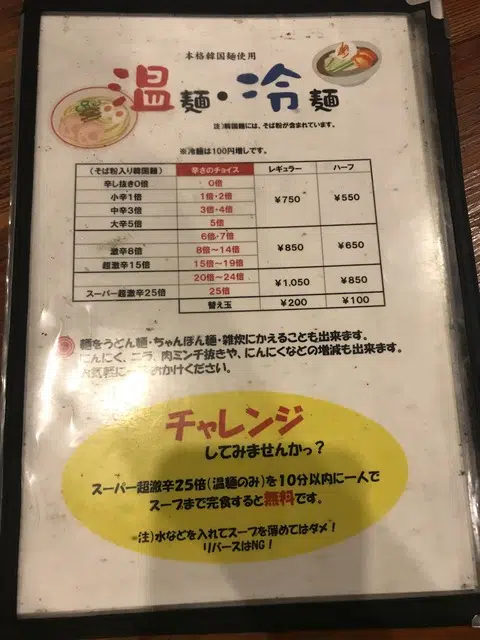 本格韓国麺使用
温麺・冷麺
注)韓国麺には、そば粉が含まれています。
※冷麺は100円増しです。
(そば粉入り韓国麺) 辛さのチョイス レギュラー ハーフ
辛し抜き0倍 0倍 ¥750 ¥550
小辛1倍 1倍・2倍
中辛3倍 3倍・4倍
大辛5倍 5倍
6倍・7倍 ¥850 ¥650
激辛8倍 8倍〜14倍
超激辛15倍 15倍〜19倍
20倍〜24倍 ¥1,050 ¥850
スーパー超激辛25倍 25倍
替え玉 ¥200 ¥100
麺をうどん麺・ちゃんぽん麺・雑炊にかえることも出来ます。
にんにく、ニラ、肉ミンチ抜きや、にんにくなどの増減も出来ます。
お気軽に おかけください。
チャレンジ
してみませんかっ?
スーパー超激辛25倍(温麺のみ)を10分以内に一人で
スープまで完食すると無料です。
注)水などを入れてスープを薄めてはダメ!
リバースはNG!